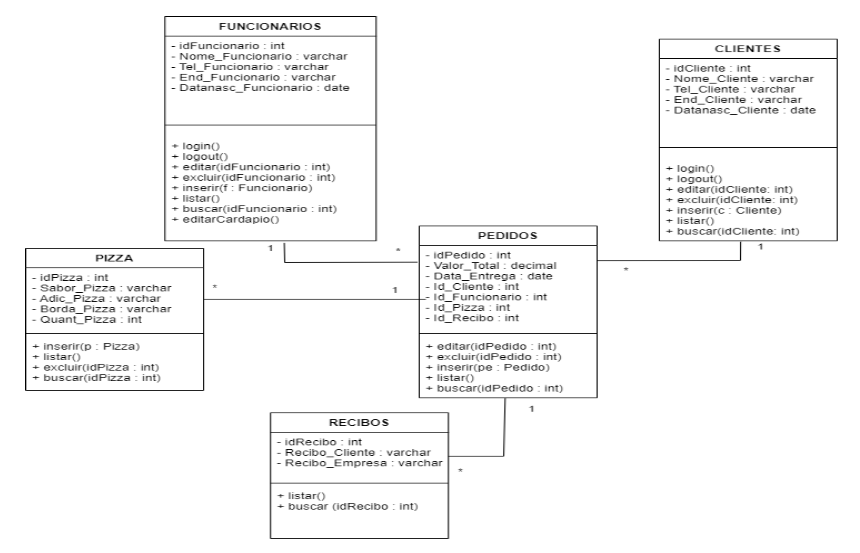 FUNCIONARIOS
- idFuncionario : int
- Nome_Funcionario : varchar
- Tel_Funcionario : varchar
- End_Funcionario : varchar
- Datanasc_Funcionario : date
+ login()
+ logout()
+ editar(idFuncionario : int)
+ excluir(idFuncionario : int)
+ inserir(f : Funcionario)
+ listar()
+ buscar(idFuncionario : int)
+ editarCardapio()
CLIENTES
- idCliente : int
- Nome_Cliente : varchar
- Tel_Cliente : varchar
- End_Cliente : varchar
- Datanasc_Cliente : date
+ login()
+ logout()
+ editar(idCliente: int)
+ excluir(idCliente: int)
+ inserir(c : Cliente)
+ listar()
+ buscar(idCliente: int)
1
*
1
*
PIZZA
- idPizza : int
- Sabor_Pizza : varchar
- Adic_Pizza : varchar
- Borda_Pizza : varchar
- Quant_Pizza : int
+ inserir(p : Pizza)
+ listar()
+ excluir(idPizza : int)
+ buscar(idPizza : int)
*
1
PEDIDOS
- idPedido : int
- Valor_Total : decimal
- Data_Entrega : date
- Id_Cliente : int
- Id_Funcionario : int
- Id_Pizza : int
- Id_Recibo : int
+ editar(idPedido : int)
+ excluir(idPedido : int)
+ inserir(pe : Pedido)
+ listar()
+ buscar(idPedido : int)
1
*
RECIBOS
- idRecibo : int
- Recibo_Cliente : varchar
- Recibo_Empresa : varchar
+ listar()
+ buscar (idRecibo : int)